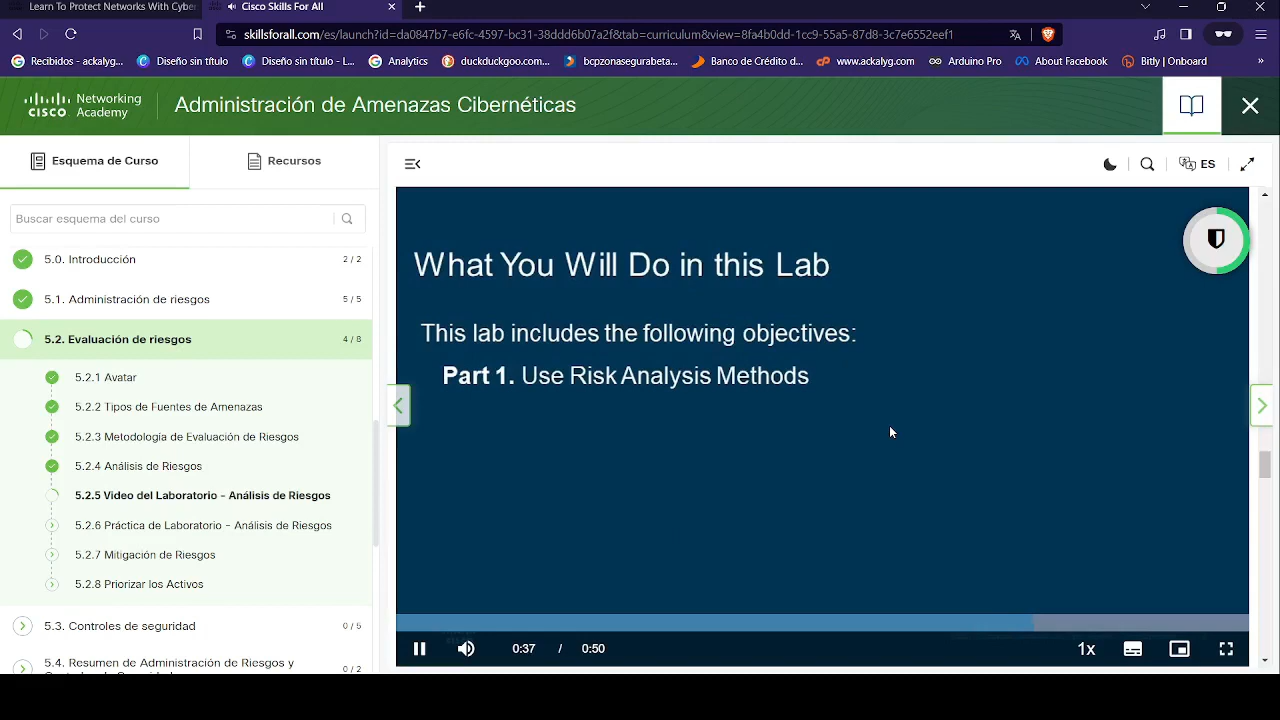 Learn To Protect Networks With Cyber
Cisco Skills For All
skillsforall.com/es/launch?id=da0847b7-e6fc-4597-bc31-38ddd6b07a2f&tab=curriculum&view=8fa4b0dd-1cc9-55a5-87d8-3c7e6552eef1
Recibidos - ackalyg...
Diseño sin título
Diseño sin título - L...
Analytics
duckduckgoo.com...
bcpzonasegurabeta...
Banco de Crédito d...
www.ackalyg.com
Arduino Pro
About Facebook
Bitly | Onboard
»
cisco Networking Academy
Administración de Amenazas Cibernéticas
Esquema de Curso
Recursos
ES
Buscar esquema del curso
5.0. Introducción 2 / 2
5.1. Administración de riesgos 5 / 5
5.2. Evaluación de riesgos 4 / 8
5.2.1 Avatar
5.2.2 Tipos de Fuentes de Amenazas
5.2.3 Metodología de Evaluación de Riesgos
5.2.4 Análisis de Riesgos
5.2.5 Video del Laboratorio - Análisis de Riesgos
5.2.6 Práctica de Laboratorio - Análisis de Riesgos
5.2.7 Mitigación de Riesgos
5.2.8 Priorizar los Activos
5.3. Controles de seguridad 0 / 5
5.4. Resumen de Administración de Riesgos y 0 / 2
What You Will Do in this Lab
This lab includes the following objectives:
Part 1. Use Risk Analysis Methods
0:37 / 0:50
1x